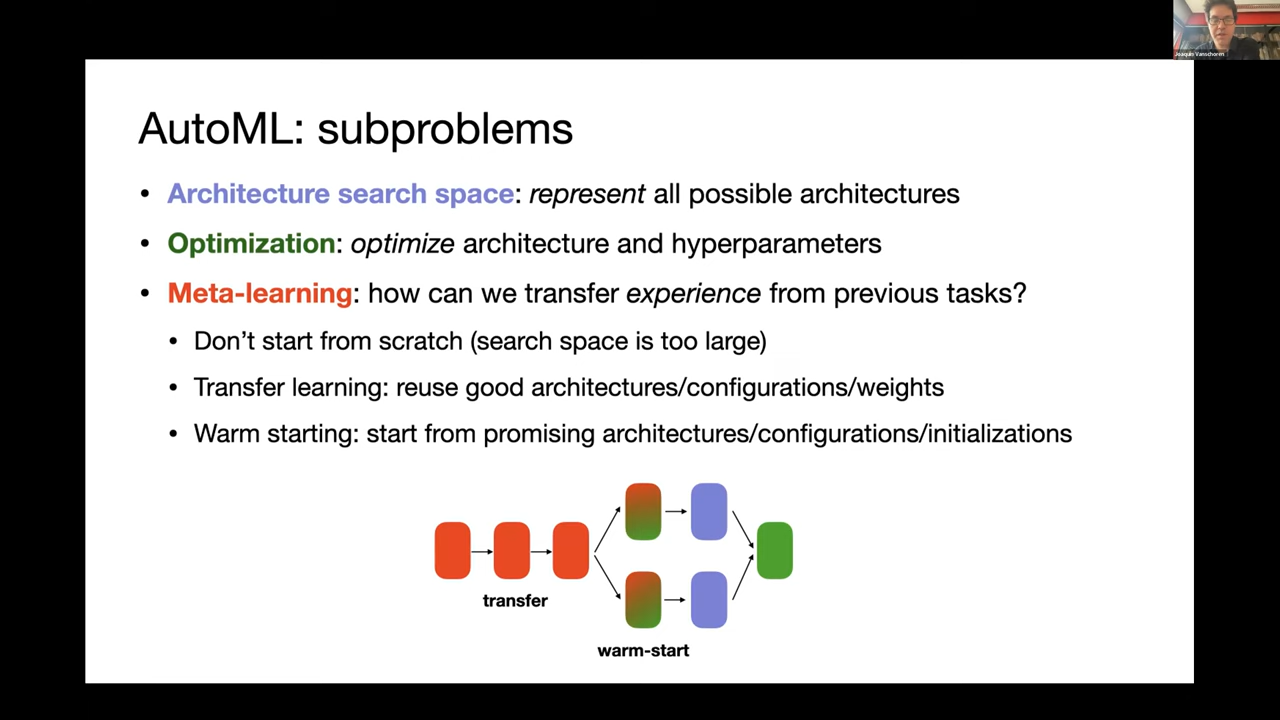 Joaquin Vanschoren
AutoML: subproblems
• Architecture search space: represent all possible architectures
• Optimization: optimize architecture and hyperparameters
• Meta-learning: how can we transfer experience from previous tasks?
• Don’t start from scratch (search space is too large)
• Transfer learning: reuse good architectures/configurations/weights
• Warm starting: start from promising architectures/configurations/initializations
transfer
warm-start